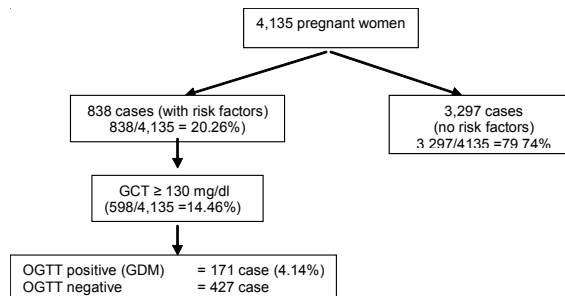 4,135 pregnant women
838 cases (with risk factors)
838/4,135 = 20.26%)
3,297 cases
(no risk factors)
3,297/4135 =79.74%
GCT ≥ 130 mg/dl
(598/4,135 =14.46%)
OGTT positive (GDM) = 171 case (4.14%)
OGTT negative = 427 case